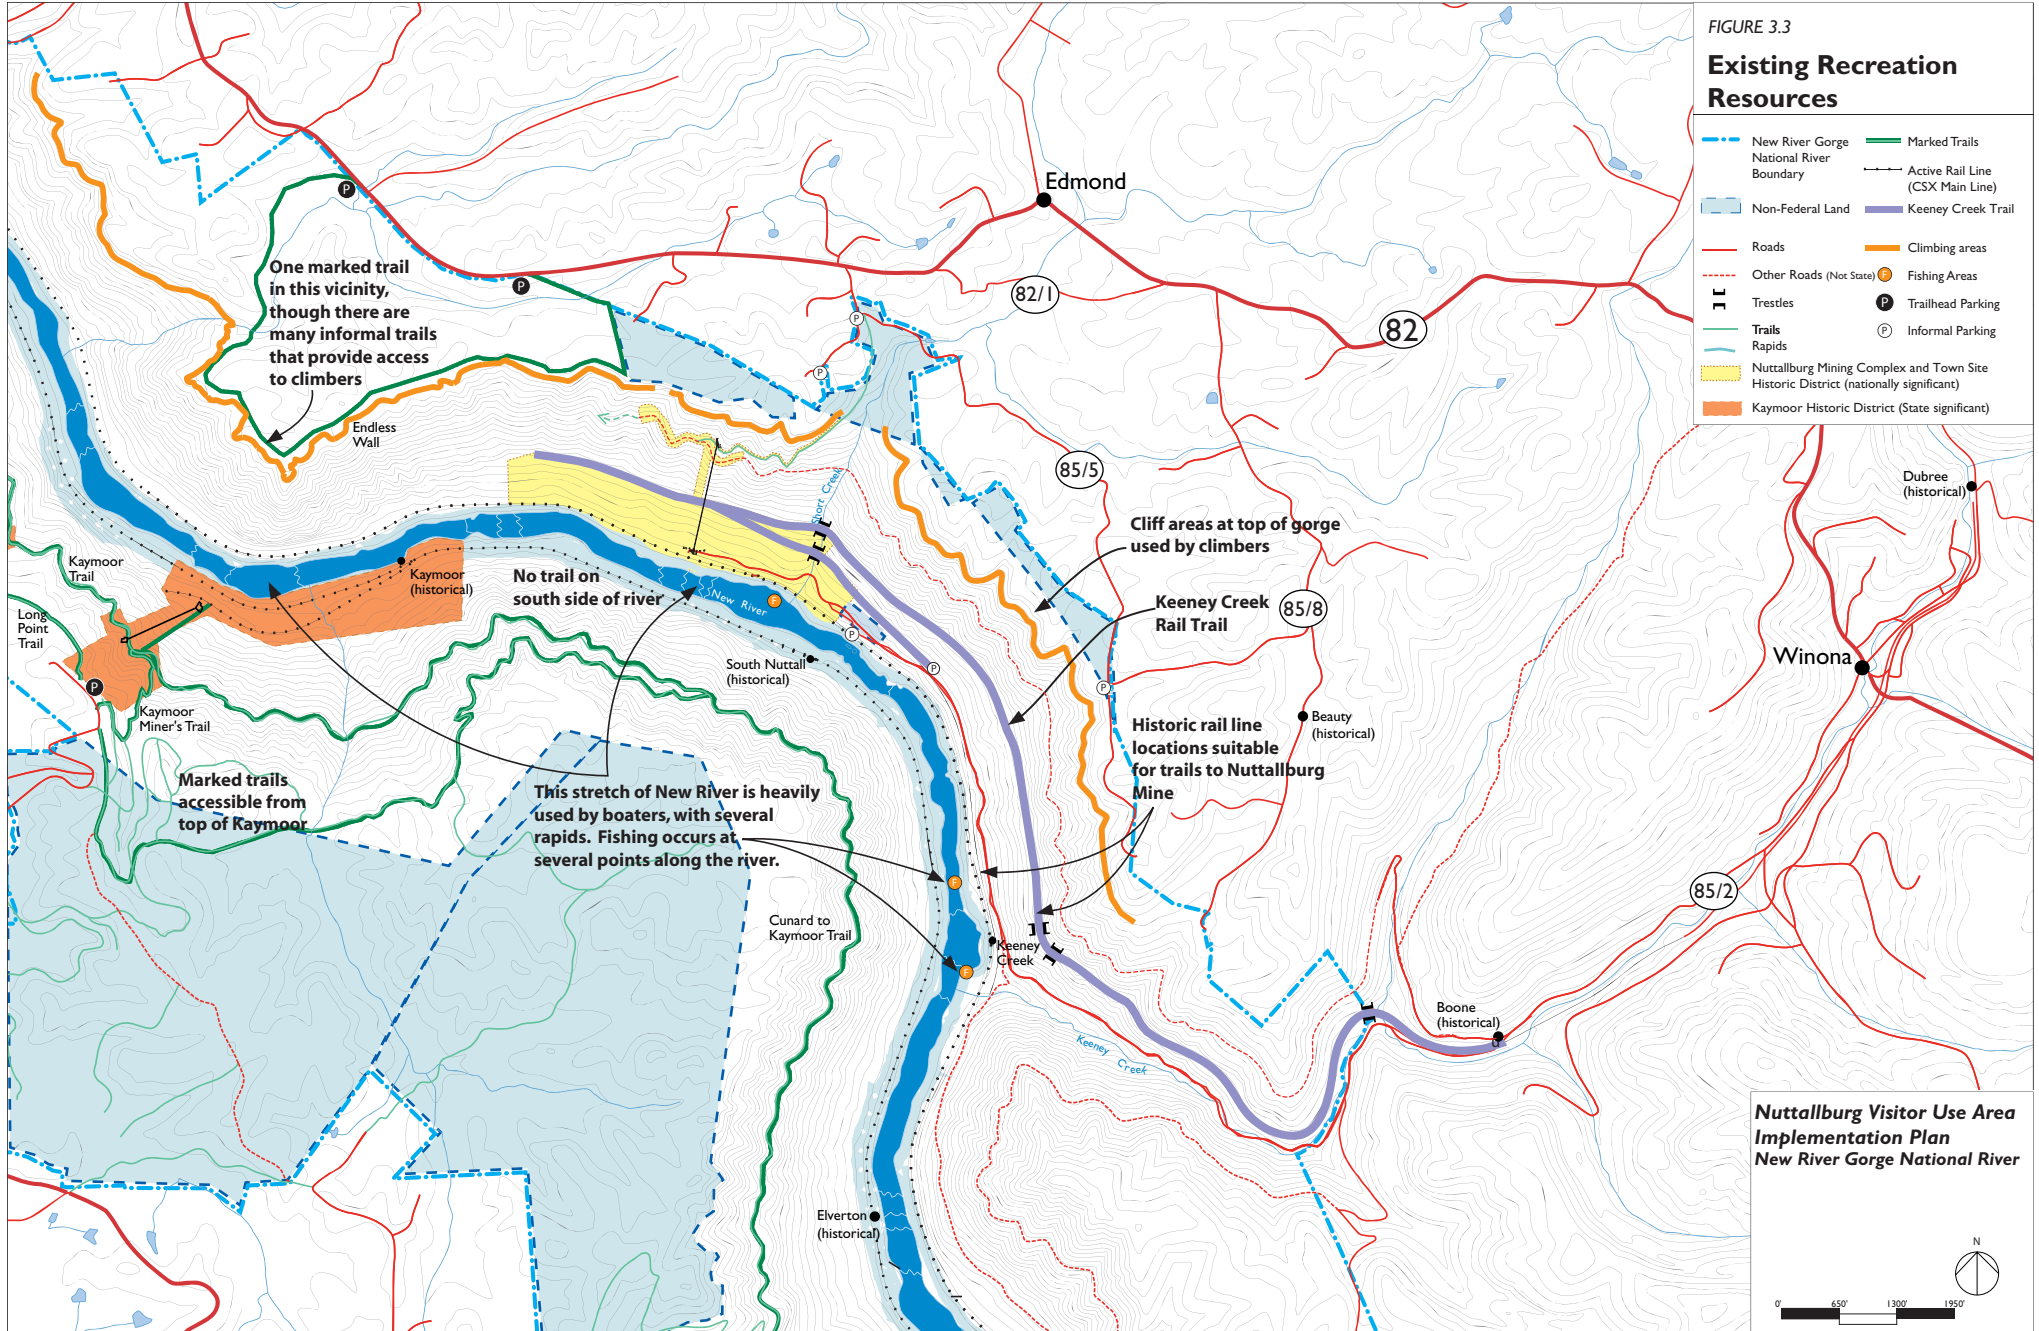 FIGURE 3.3
Existing Recreation
Resources
New River Gorge
National River
Boundary
Non-Federal Land
Roads
Other Roads (Not State)
Trestles
Trails
Rapids
Marked Trails
Active Rail Line
(CSX Main Line)
Keeney Creek Trail
Climbing areas
F
Fishing Areas
P
Trailhead Parking
P
Informal Parking
Nuttallburg Mining Complex and Town Site
Historic District (nationally significant)
Kaymoor Historic District (State significant)
P
Edmond
One marked trail
in this vicinity,
though there are
many informal trails
that provide access
to climbers
P
82/1
P
82
P
Endless
Wall
85/5
Short Creek
Dubree
(historical)
Cliff areas at top of gorge
used by climbers
Kaymoor
Trail
Kaymoor
(historical)
No trail on
south side of river
New River
F
Keeney Creek
Rail Trail
85/8
Long
Point
Trail
P
South Nuttall
(historical)
P
Winona
P
P
Kaymoor
Miner's Trail
Beauty
(historical)
Historic rail line
locations suitable
for trails to Nuttallburg
Mine
Marked trails
accessible from
top of Kaymoor
This stretch of New River is heavily
used by boaters, with several
rapids. Fishing occurs at
several points along the river.
F
85/2
Cunard to
Kaymoor Trail
Keeney
Creek
F
Boone
(historical)
Keeney Creek
Elverton
(historical)
Nuttallburg Visitor Use Area
Implementation Plan
New River Gorge National River
N
0' 650' 1300' 1950'